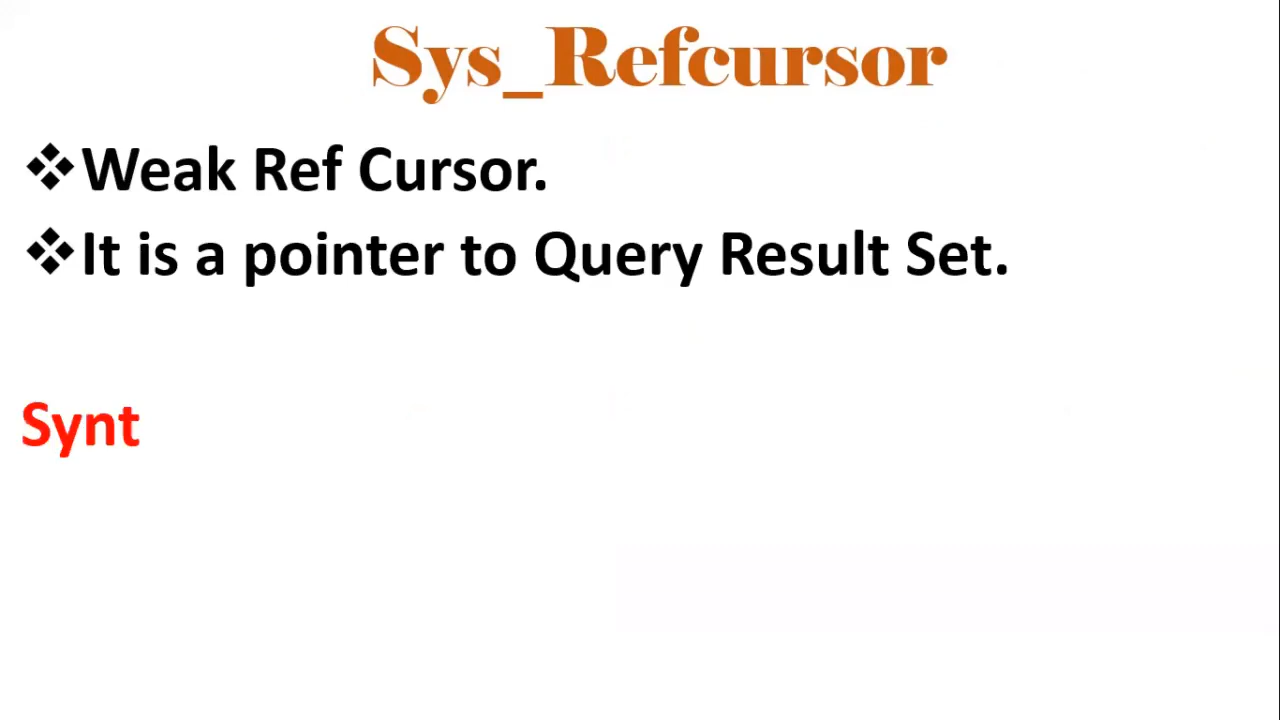 Sys_Refcursor
❖Weak Ref Cursor.
❖It is a pointer to Query Result Set.
Synt